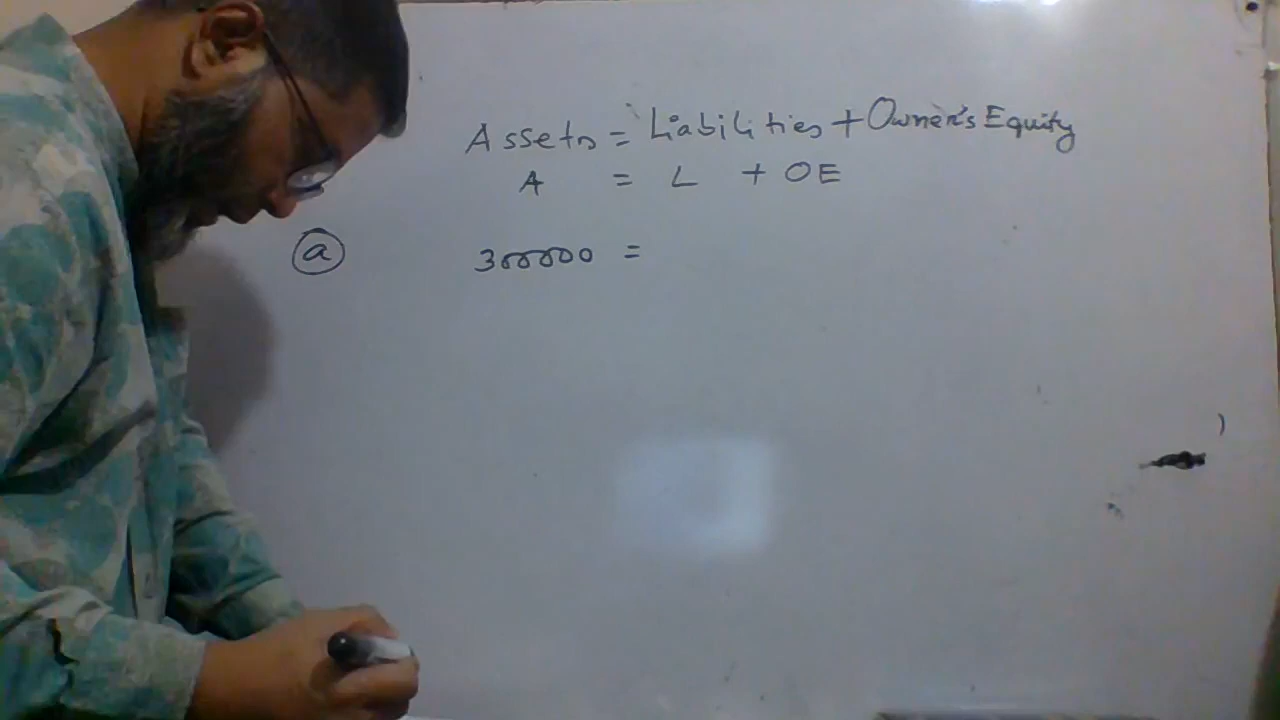 Assets = Liabilities + Owner's Equity
A = L + OE
(a) 300000 =